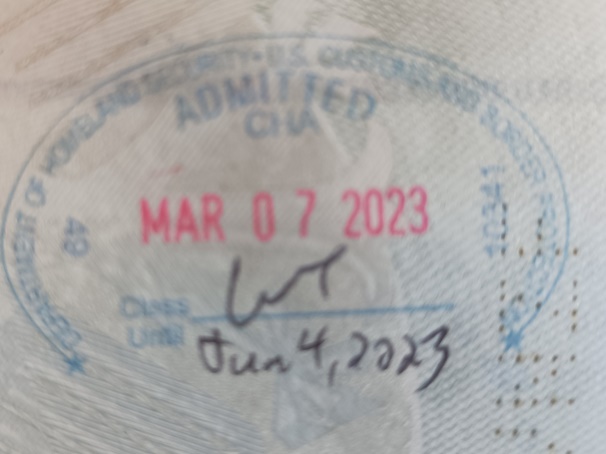 DEPARTMENT OF HOMELAND SECURITY • U.S. CUSTOMS AND BORDER PROTECTION
ADMITTED
CHA
MAR 07 2023
49
Class WT
Until Jun 4, 2023